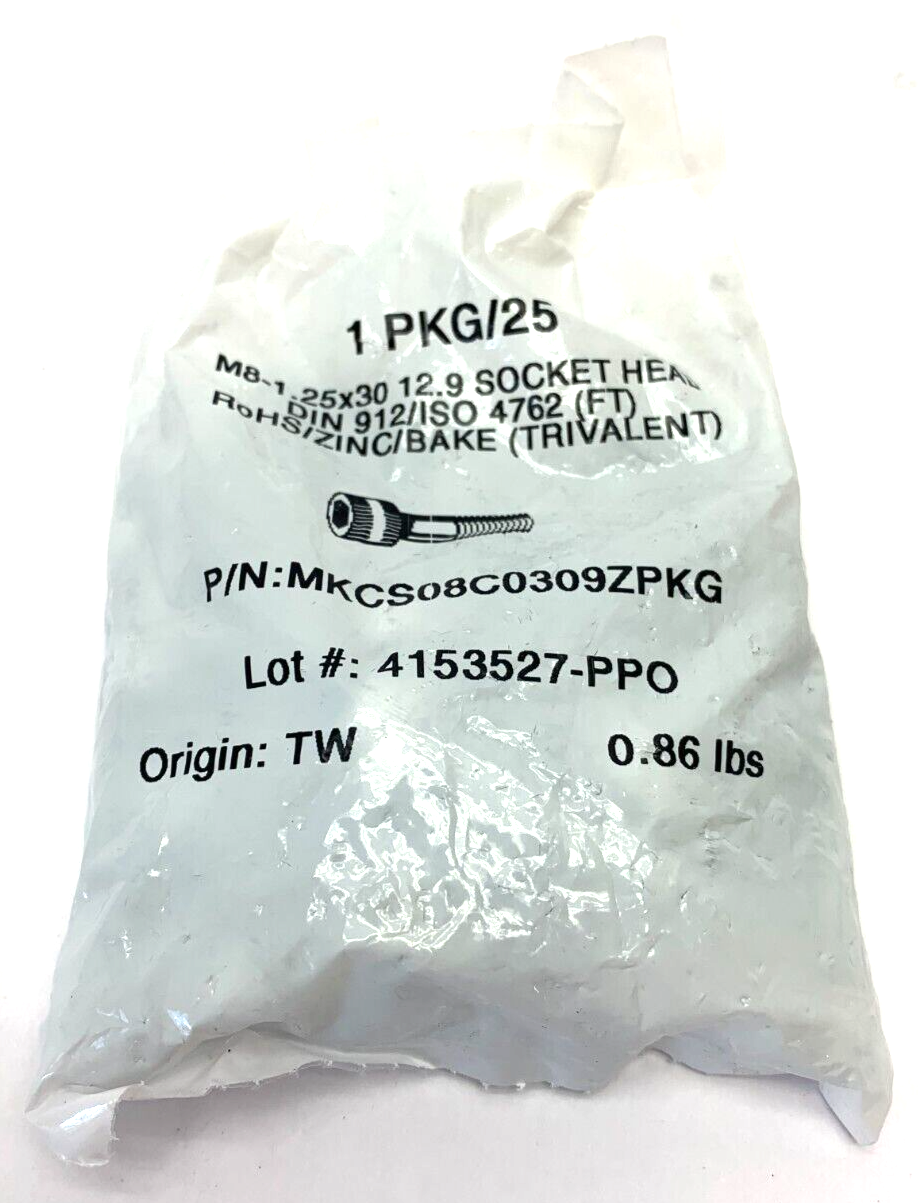 1 PKG/25
M8-1.25x30 12.9 SOCKET HEA
DIN 912/ISO 4762 (FT)
RoHS/ZINC/BAKE (TRIVALENT)
P/N:MKCS08C0309ZPKG
Lot #: 4153527-PPO
Origin: TW 0.86 lbs